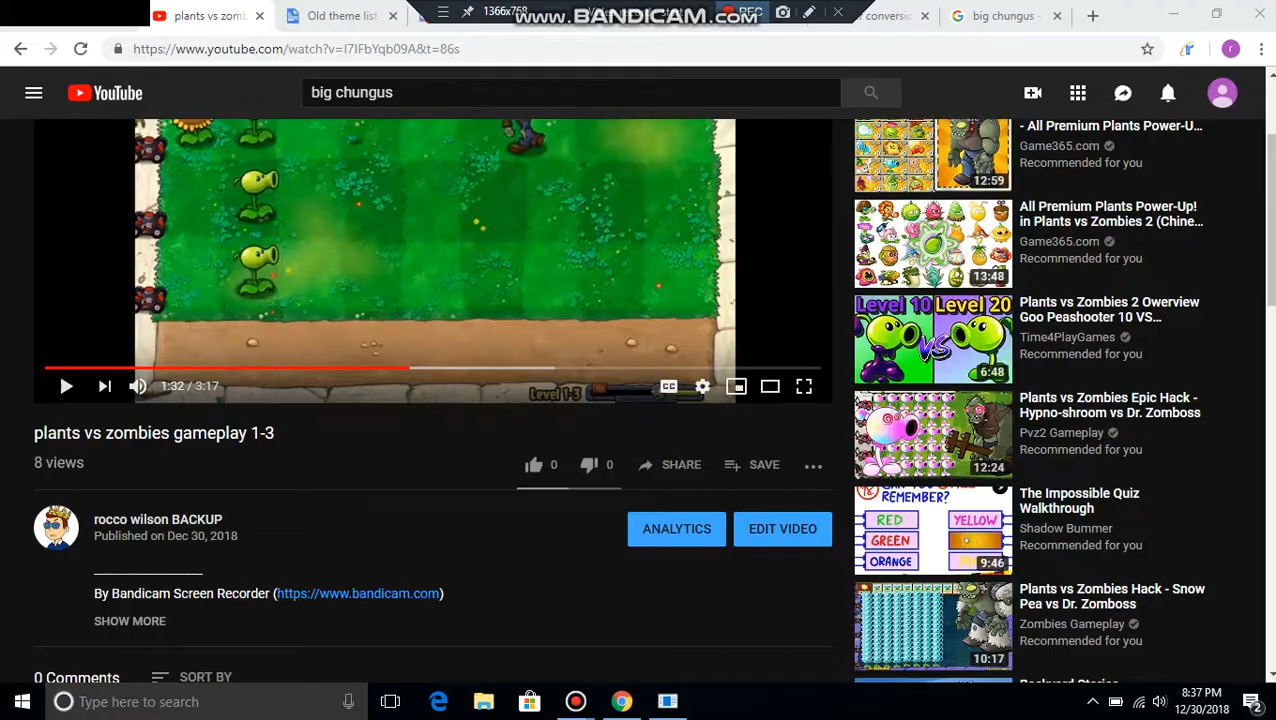 plants vs zomb
Old theme list
1366x768
www.BANDICAM.com
REC
r conversio
big chungus -
https://www.youtube.com/watch?v=I7IFbYqb09A&t=86s
r
YouTube
big chungus
1:32 / 3:17
CC
Level 1-3
plants vs zombies gameplay 1-3
8 views
0
0
SHARE
SAVE
rocco wilson BACKUP
Published on Dec 30, 2018
ANALYTICS
EDIT VIDEO
By Bandicam Screen Recorder (https://www.bandicam.com)
SHOW MORE
0 Comments
SORT BY
- All Premium Plants Power-U...
Game365.com
Recommended for you
12:59
All Premium Plants Power-Up!
in Plants vs Zombies 2 (Chine...
Game365.com
Recommended for you
13:48
Level 10
Level 20
VS
6:48
Plants vs Zombies 2 Owerview
Goo Peashooter 10 VS...
Time4PlayGames
Recommended for you
12:24
Plants vs Zombies Epic Hack -
Hypno-shroom vs Dr. Zomboss
Pvz2 Gameplay
Recommended for you
REMEMBER?
RED
YELLOW
GREEN
ORANGE
9:46
The Impossible Quiz
Walkthrough
Shadow Bummer
Recommended for you
10:17
Plants vs Zombies Hack - Snow
Pea vs Dr. Zomboss
Zombies Gameplay
Recommended for you
Type here to search
8:37 PM
12/30/2018
2